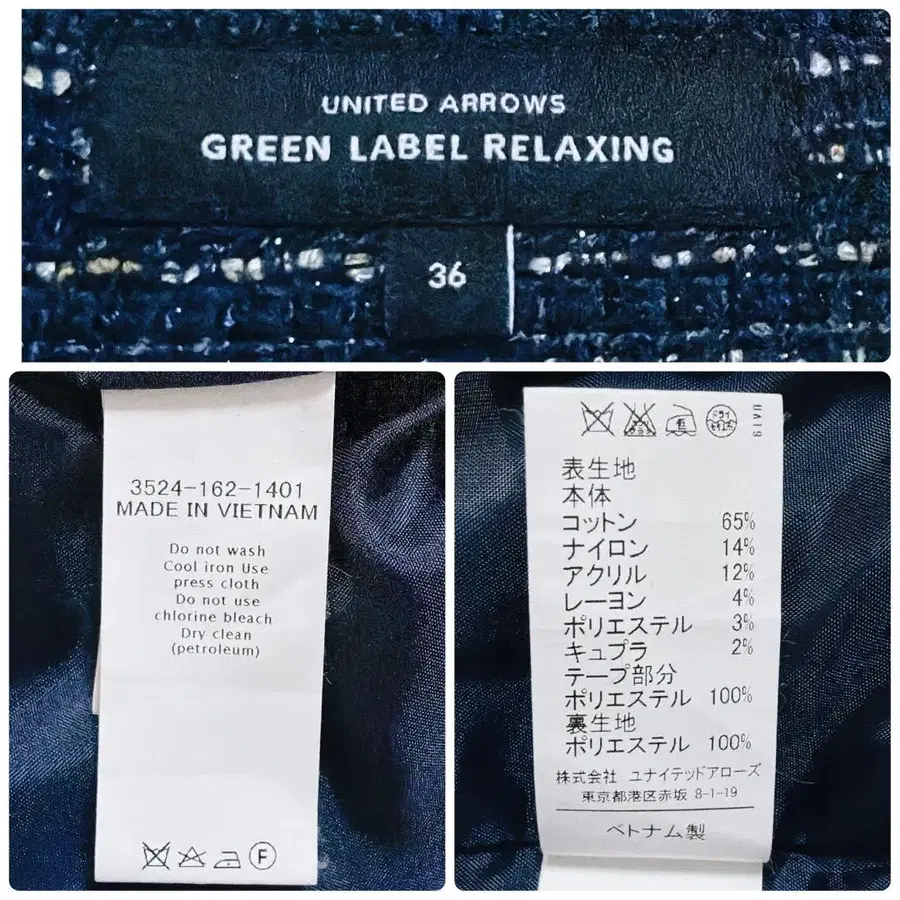 UNITED ARROWS
GREEN LABEL RELAXING
36
3524-162-1401
MADE IN VIETNAM
Do not wash
Cool iron Use
press cloth
Do not use
chlorine bleach
Dry clean
(petroleum)
F
低
ドライ
UA19
表生地
本体
コットン 65%
ナイロン 14%
アクリル 12%
レーヨン 4%
ポリエステル 3%
キュプラ 2%
テープ部分
ポリエステル 100%
裏生地
ポリエステル 100%
株式会社 ユナイテッドアローズ
東京都港区赤坂 8-1-19
ベトナム製